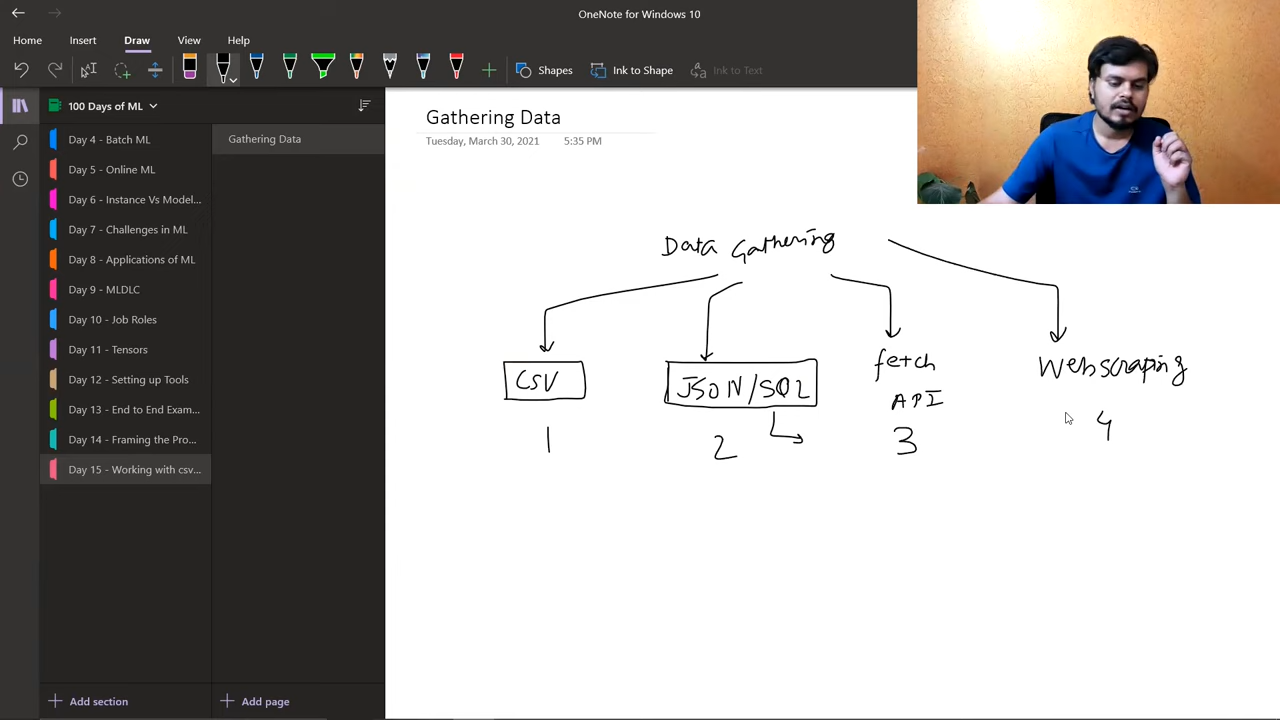 OneNote for Windows 10
Home Insert Draw View Help
Shapes Ink to Shape Ink to Text
100 Days of ML
Day 4 - Batch ML
Day 5 - Online ML
Day 6 - Instance Vs Model...
Day 7 - Challenges in ML
Day 8 - Applications of ML
Day 9 - MLDLC
Day 10 - Job Roles
Day 11 - Tensors
Day 12 - Setting up Tools
Day 13 - End to End Exam...
Day 14 - Framing the Pro...
Day 15 - Working with csv...
Add section
Gathering Data
Add page
Gathering Data
Tuesday, March 30, 2021 5:35 PM
Data Gathering
CSV JSON/SQL fetch Webscraping
API
1 2 3 4